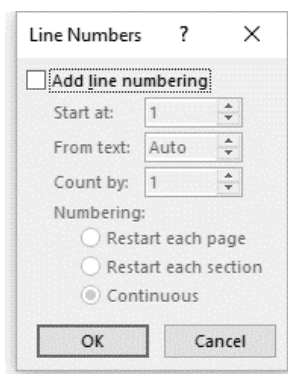 Line Numbers ? ×
Add line numbering
Start at: 1
From text: Auto
Count by: 1
Numbering:
Restart each page
Restart each section
Continuous
OK Cancel